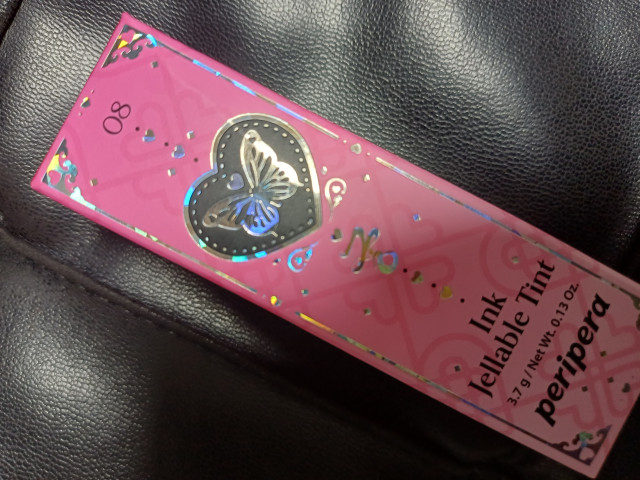 08
Ink
Jellable Tint
3.7 g / Net Wt. 0.13 Oz.
peripera